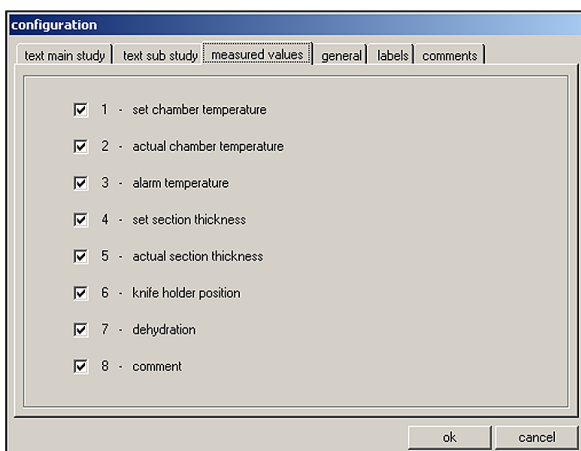 configuration
text main study text sub study measured values general labels comments
1 - set chamber temperature
2 - actual chamber temperature
3 - alarm temperature
4 - set section thickness
5 - actual section thickness
6 - knife holder position
7 - dehydration
8 - comment
ok cancel